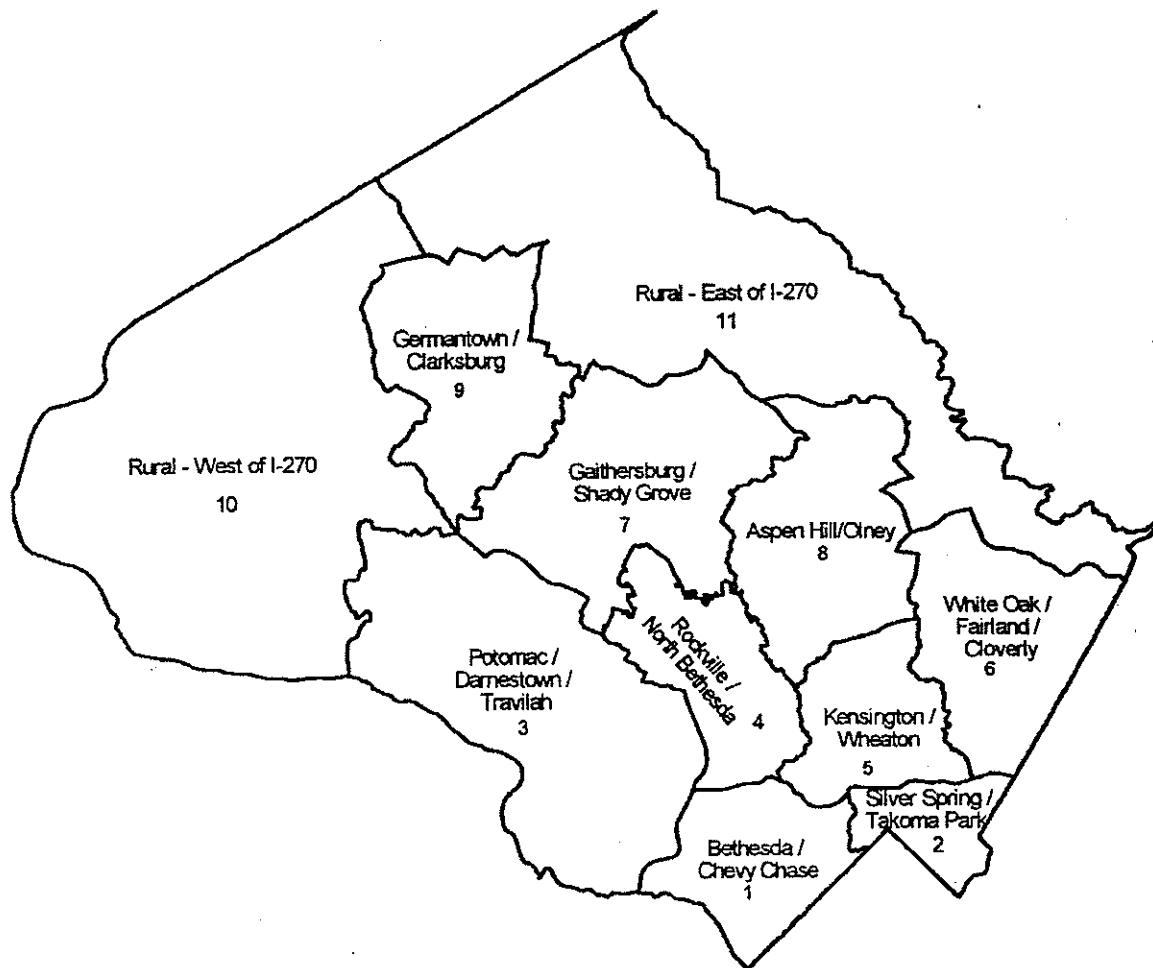 Rural - East of I-270
11
Germantown /
Clarksburg
9
Rural - West of I-270
10
Gaithersburg /
Shady Grove
7
Aspen Hill/Olney
8
White Oak /
Fairland /
Cloverly
6
Rockville /
North Bethesda
4
Potomac /
Darnestown /
Travilah
3
Kensington /
Wheaton
5
Silver Spring /
Takoma Park
2
Bethesda /
Chevy Chase
1